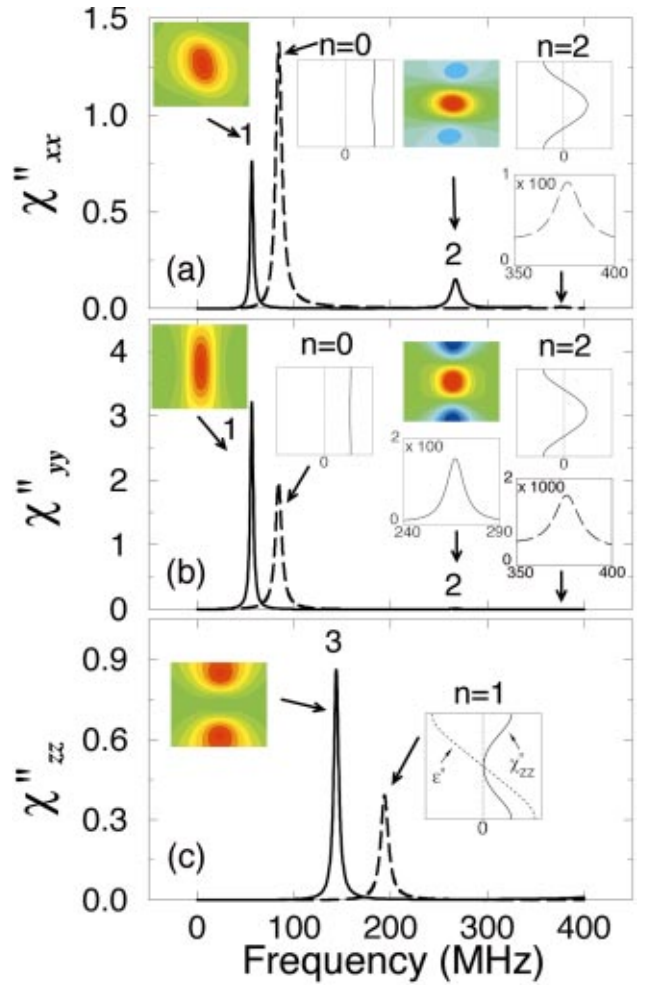 1.5
n=0
n=2
1.0
1
0
0
1
x 100
0.5
2
0
350
400
(a)
0.0
χ"xx
4
n=0
n=2
1
3
0
0
2
x 100
2
2
x 1000
0
240
290
0
350
400
1
(b)
2
0
χ"yy
3
0.9
n=1
0.6
ε"
χ"zz
0
0.3
(c)
0.0
χ"zz
0
100
200
300
400
Frequency (MHz)